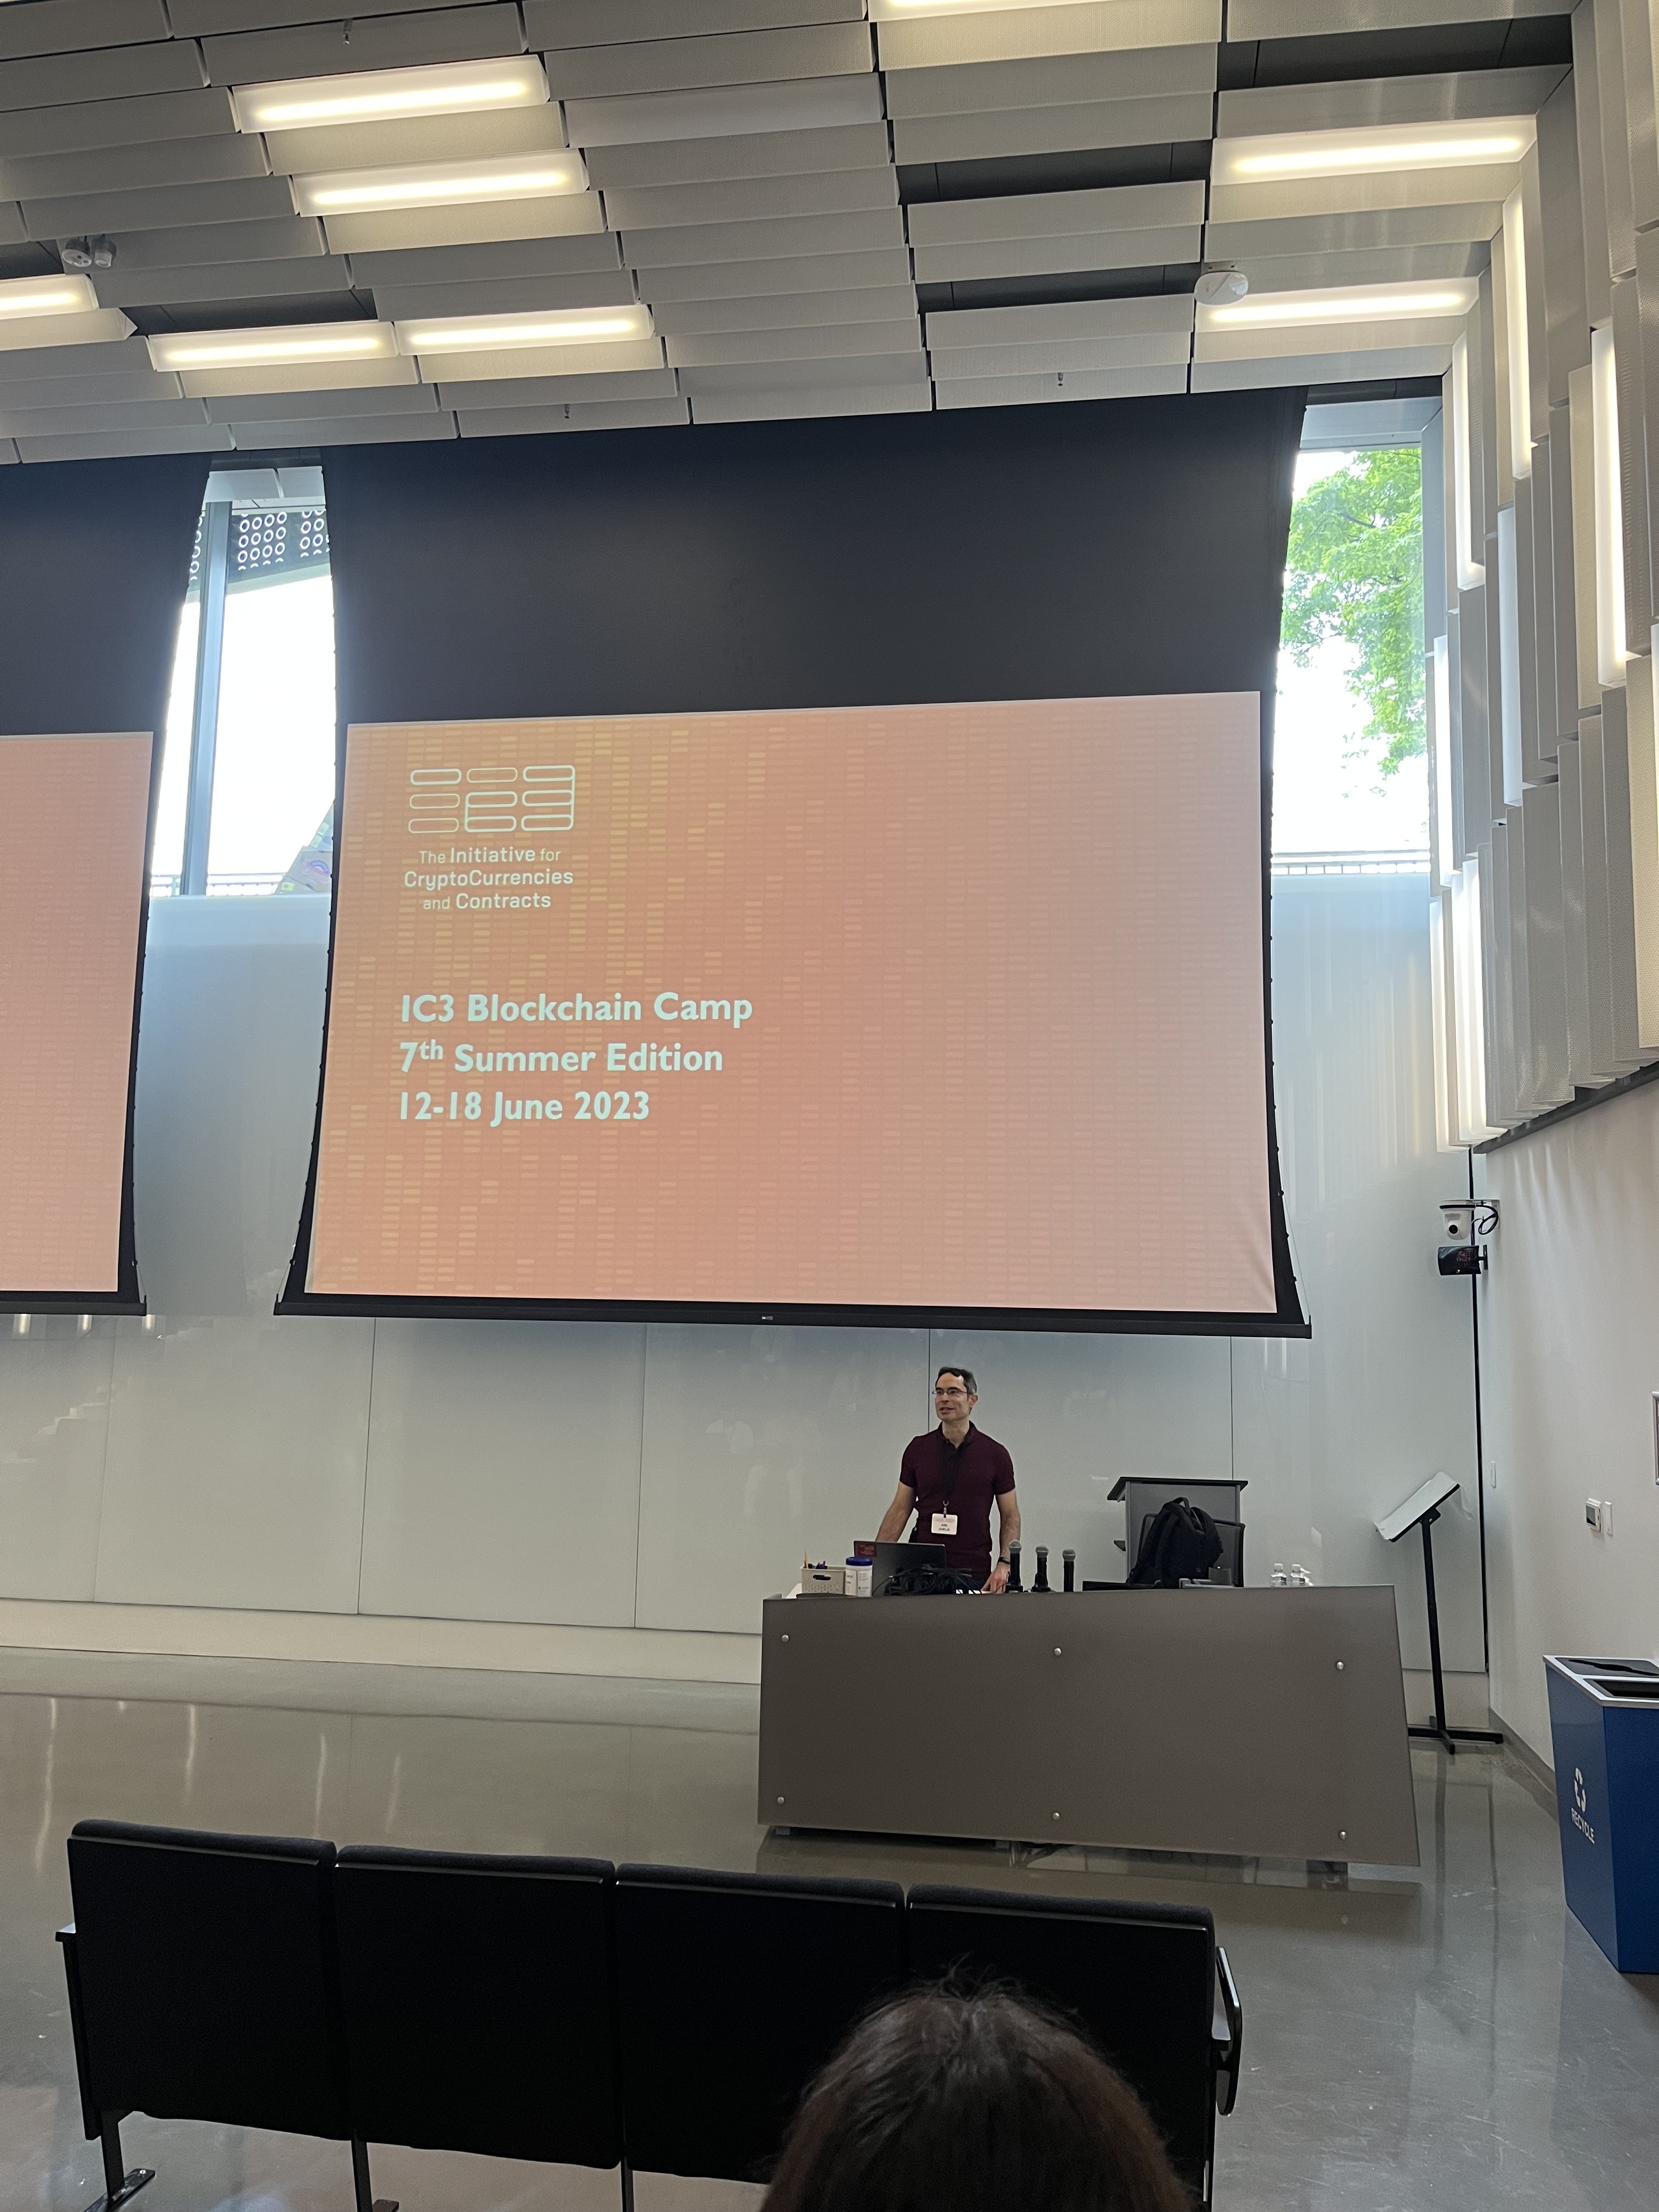 The Initiative for
CryptoCurrencies
and Contracts
IC3 Blockchain Camp
7th Summer Edition
12-18 June 2023
RECYCLE